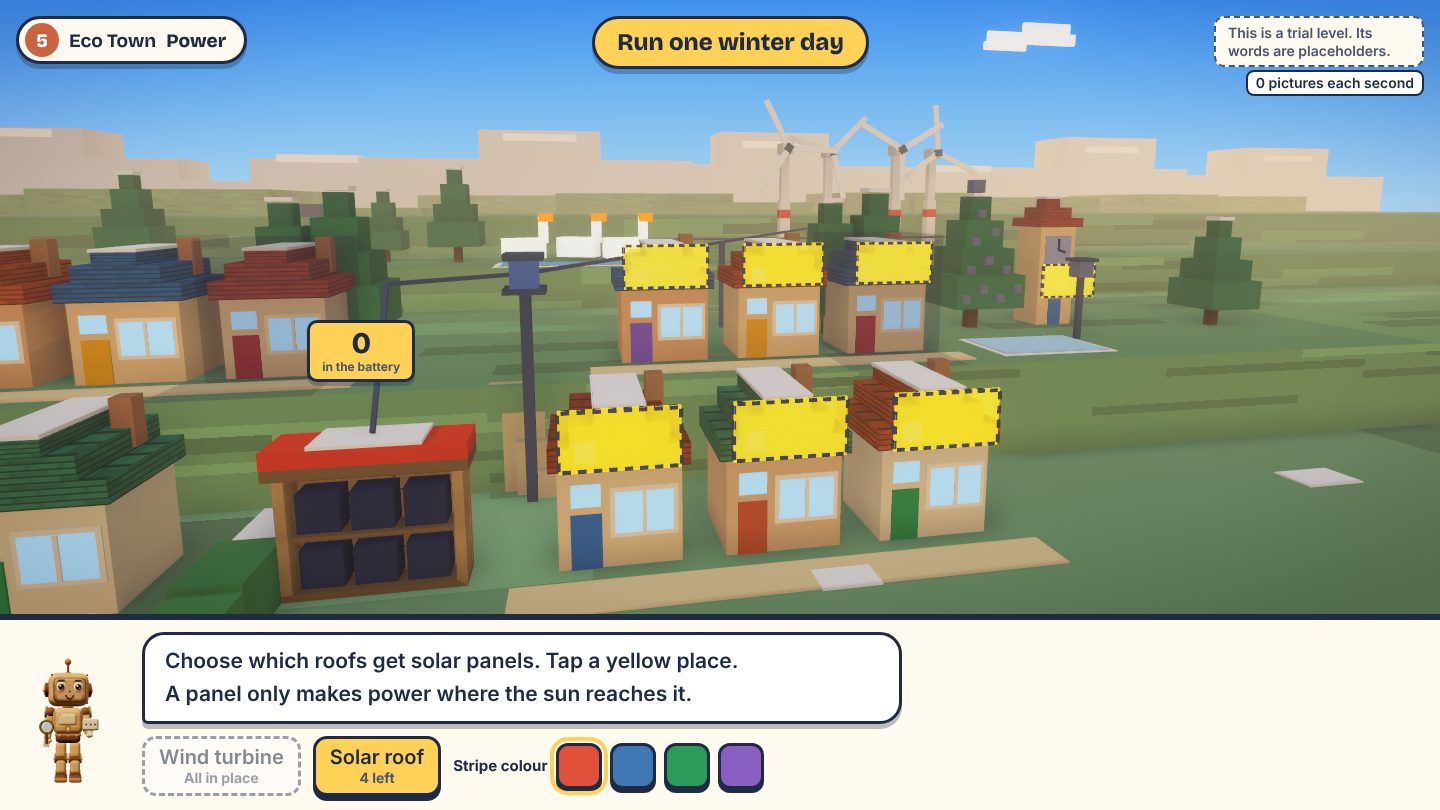 5 Eco Town Power
Run one winter day
This is a trial level. Its
words are placeholders.
0 pictures each second
0
in the battery
Choose which roofs get solar panels. Tap a yellow place.
A panel only makes power where the sun reaches it.
Wind turbine
All in place
Solar roof
4 left
Stripe colour